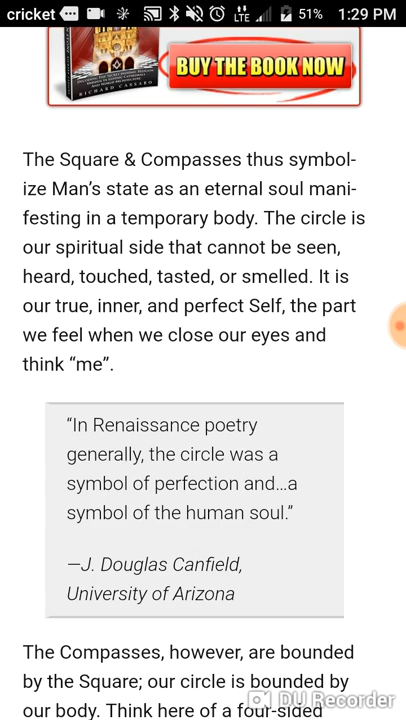 cricket
LTE
51%
1:29 PM
RICHARD CASSARO
BUY THE BOOK NOW
The Square & Compasses thus symbol-
ize Man’s state as an eternal soul mani-
festing in a temporary body. The circle is
our spiritual side that cannot be seen,
heard, touched, tasted, or smelled. It is
our true, inner, and perfect Self, the part
we feel when we close our eyes and
think “me”.
“In Renaissance poetry
generally, the circle was a
symbol of perfection and…a
symbol of the human soul.”
—J. Douglas Canfield,
University of Arizona
The Compasses, however, are bounded
by the Square; our circle is bounded by
our body. Think here of a four-sided
DU Recorder